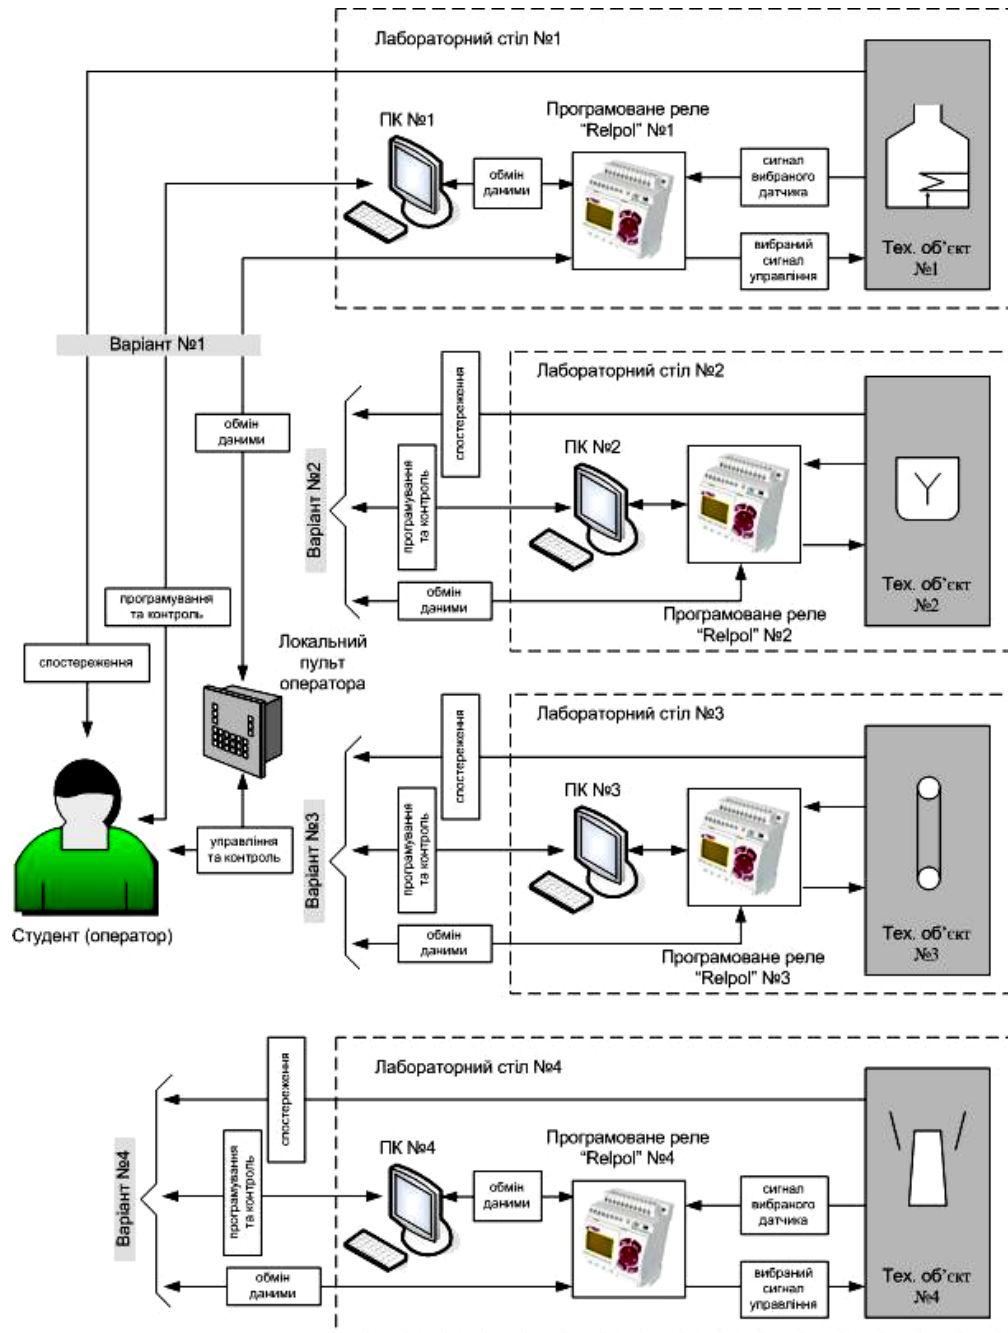 Лабораторний стіл №1
ПК №1
Програмоване реле
“Relpol” №1
обмін
даними
сигнал
вибраного
датчика
вибраний
сигнал
управління
Тех. об’єкт
№1
Варіант №1
обмін
даними
програмування
та контроль
спостереження
Локальний
пульт
оператора
управління
та контроль
Студент (оператор)
Варіант №2
спостереження
програмування
та контроль
обмін
даними
Лабораторний стіл №2
ПК №2
Програмоване реле
“Relpol” №2
Тех. об’єкт
№2
Варіант №3
спостереження
програмування
та контроль
обмін
даними
Лабораторний стіл №3
ПК №3
Програмоване реле
“Relpol” №3
Тех. об’єкт
№3
Варіант №4
спостереження
програмування
та контроль
обмін
даними
Лабораторний стіл №4
ПК №4
Програмоване реле
“Relpol” №4
обмін
даними
сигнал
вибраного
датчика
вибраний
сигнал
управління
Тех. об’єкт
№4